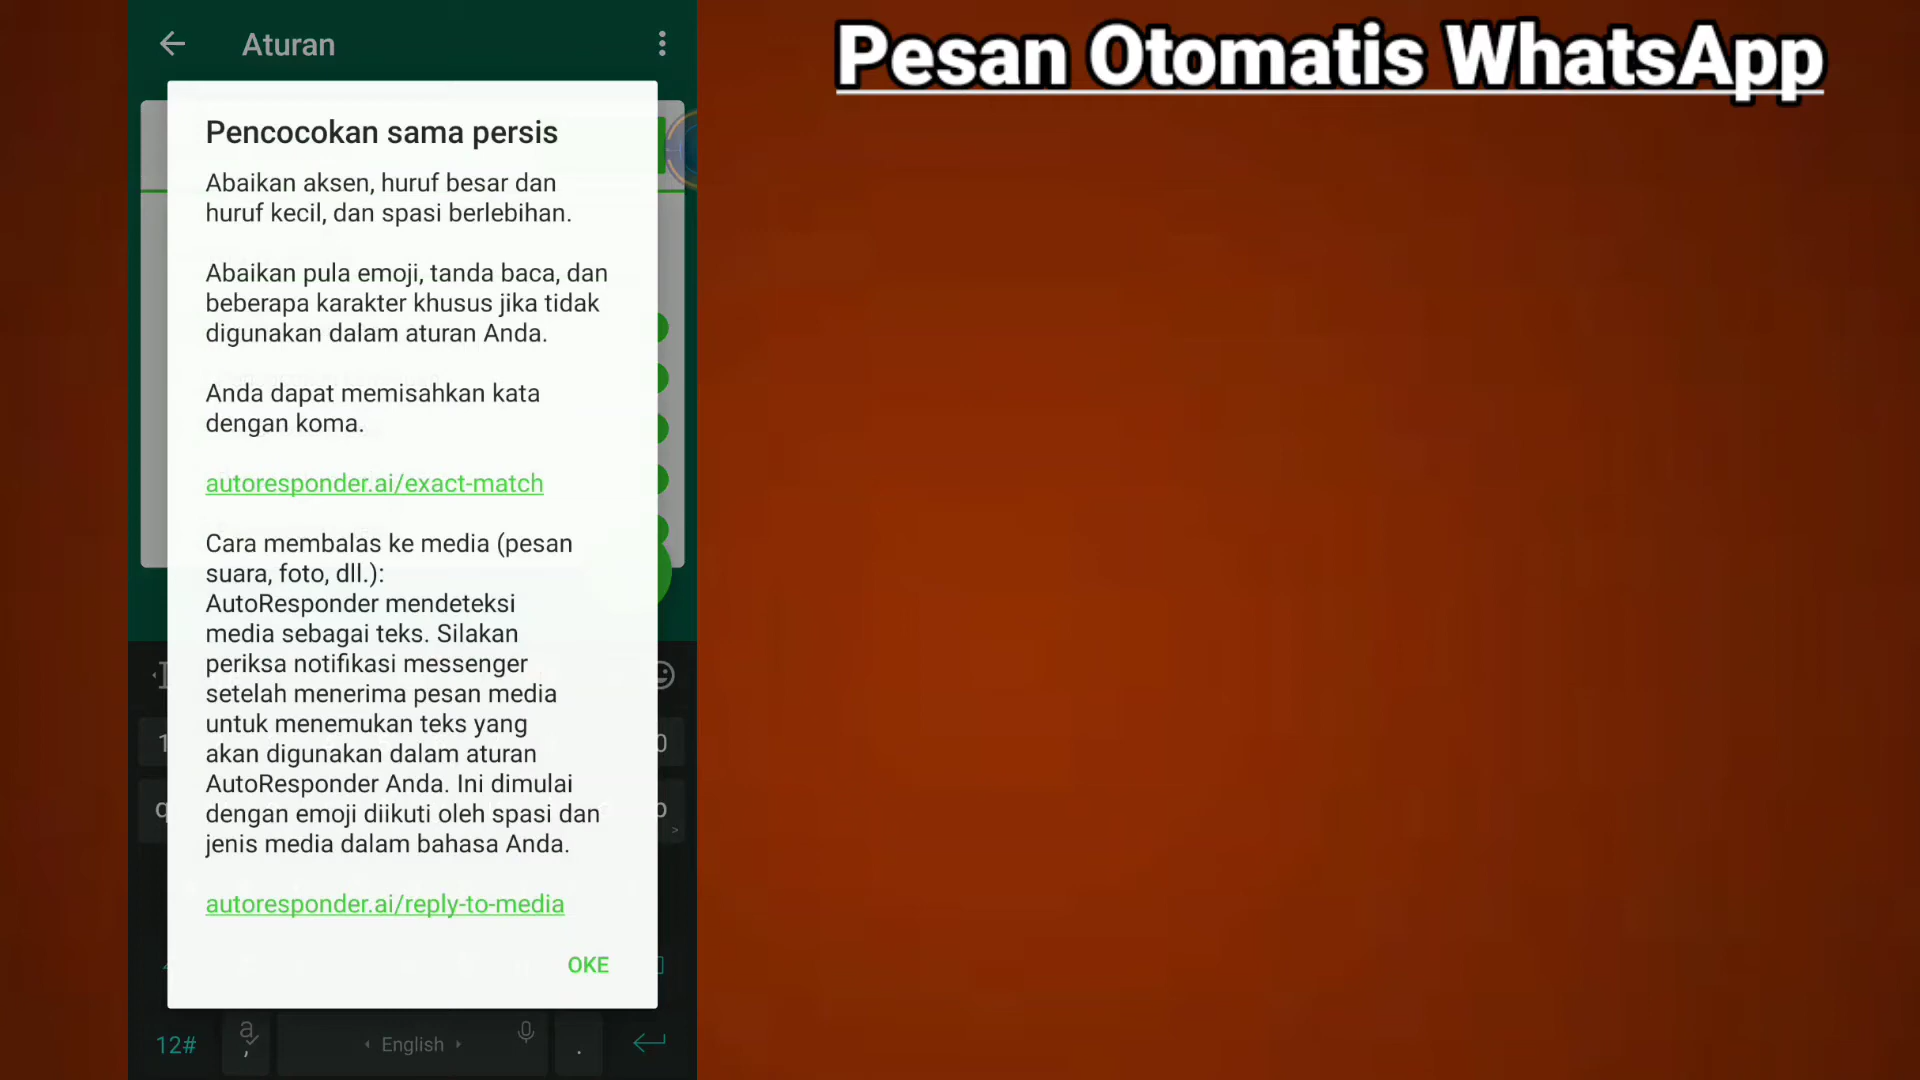 Aturan
Pesan Otomatis WhatsApp
Pencocokan sama persis
Abaikan aksen, huruf besar dan
huruf kecil, dan spasi berlebihan.
Abaikan pula emoji, tanda baca, dan
beberapa karakter khusus jika tidak
digunakan dalam aturan Anda.
Anda dapat memisahkan kata
dengan koma.
autoresponder.ai/exact-match
Cara membalas ke media (pesan
suara, foto, dll.):
AutoResponder mendeteksi
media sebagai teks. Silakan
periksa notifikasi messenger
setelah menerima pesan media
untuk menemukan teks yang
akan digunakan dalam aturan
AutoResponder Anda. Ini dimulai
dengan emoji diikuti oleh spasi dan
jenis media dalam bahasa Anda.
autoresponder.ai/reply-to-media
OKE
1 0
q p
12# a , English .